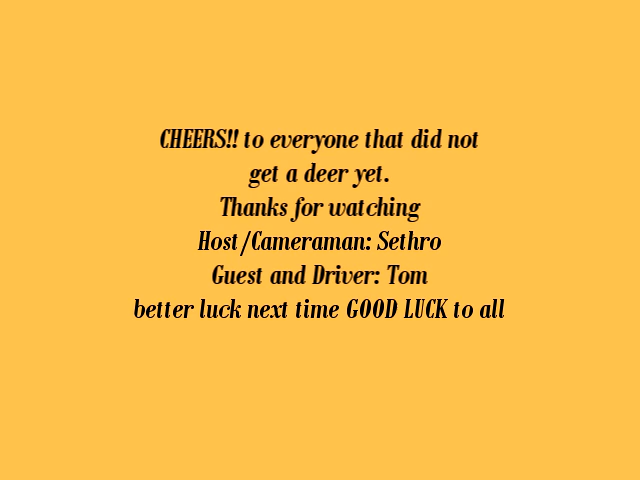 CHEERS!! to everyone that did not
get a deer yet.
Thanks for watching
Host/Cameraman: Sethro
Guest and Driver: Tom
better luck next time GOOD LUCK to all